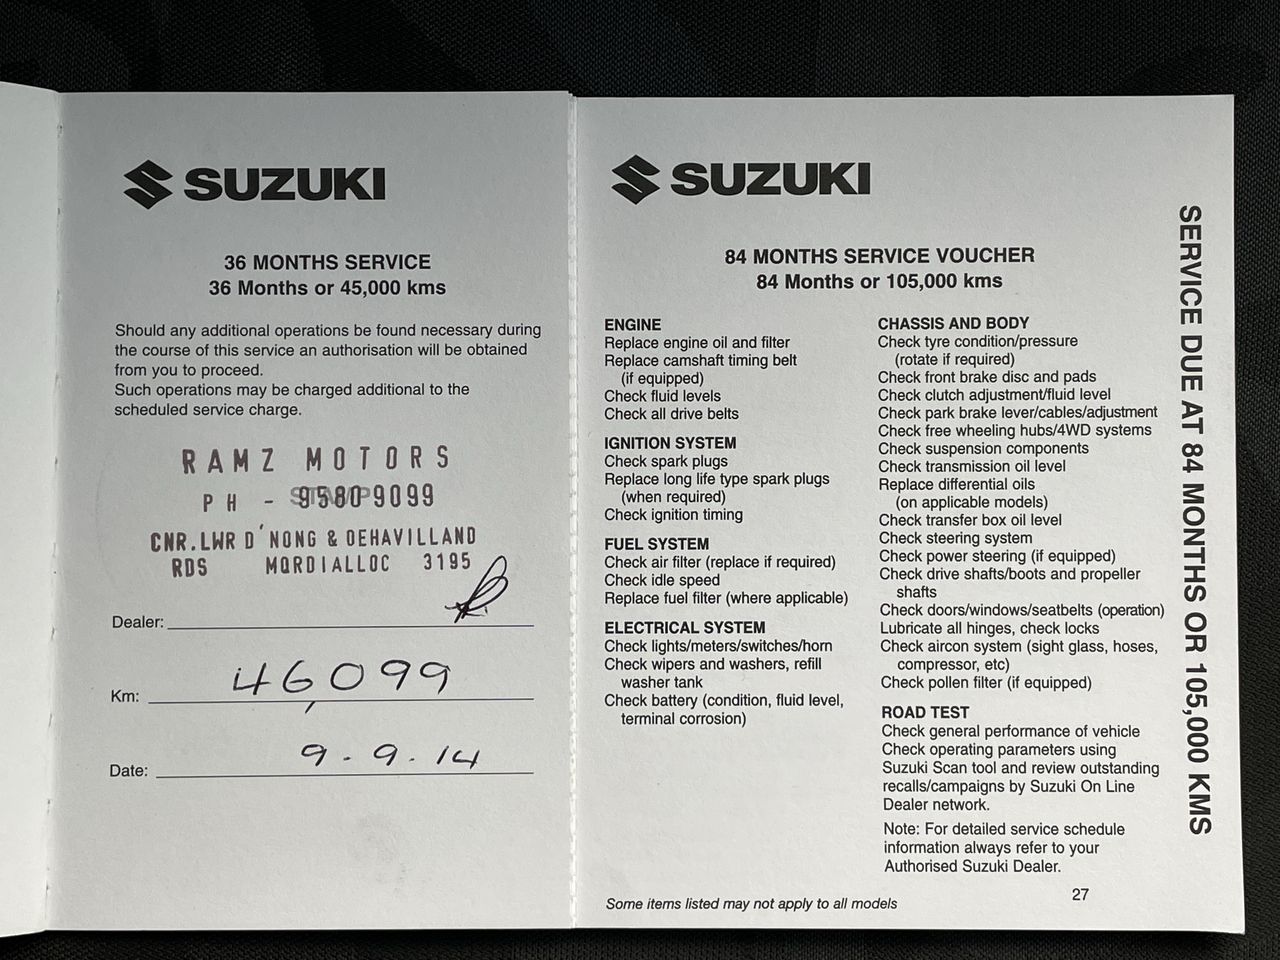 SUZUKI
36 MONTHS SERVICE
36 Months or 45,000 kms
Should any additional operations be found necessary during
the course of this service an authorisation will be obtained
from you to proceed.
Such operations may be charged additional to the
scheduled service charge.
RAMZ MOTORS
PH - 9580 9099
STAMP
CNR.LWR D'NONG & DEHAVILLAND
RDS MORDIALLOC 3195
Dealer:
Km: 46,099
Date: 9.9.14
SUZUKI
84 MONTHS SERVICE VOUCHER
84 Months or 105,000 kms
ENGINE
Replace engine oil and filter
Replace camshaft timing belt
(if equipped)
Check fluid levels
Check all drive belts
IGNITION SYSTEM
Check spark plugs
Replace long life type spark plugs
(when required)
Check ignition timing
FUEL SYSTEM
Check air filter (replace if required)
Check idle speed
Replace fuel filter (where applicable)
ELECTRICAL SYSTEM
Check lights/meters/switches/horn
Check wipers and washers, refill
washer tank
Check battery (condition, fluid level,
terminal corrosion)
CHASSIS AND BODY
Check tyre condition/pressure
(rotate if required)
Check front brake disc and pads
Check clutch adjustment/fluid level
Check park brake lever/cables/adjustment
Check free wheeling hubs/4WD systems
Check suspension components
Check transmission oil level
Replace differential oils
(on applicable models)
Check transfer box oil level
Check steering system
Check power steering (if equipped)
Check drive shafts/boots and propeller
shafts
Check doors/windows/seatbelts (operation)
Lubricate all hinges, check locks
Check aircon system (sight glass, hoses,
compressor, etc)
Check pollen filter (if equipped)
ROAD TEST
Check general performance of vehicle
Check operating parameters using
Suzuki Scan tool and review outstanding
recalls/campaigns by Suzuki On Line
Dealer network.
Note: For detailed service schedule
information always refer to your
Authorised Suzuki Dealer.
Some items listed may not apply to all models
27
SERVICE DUE AT 84 MONTHS OR 105,000 KMS